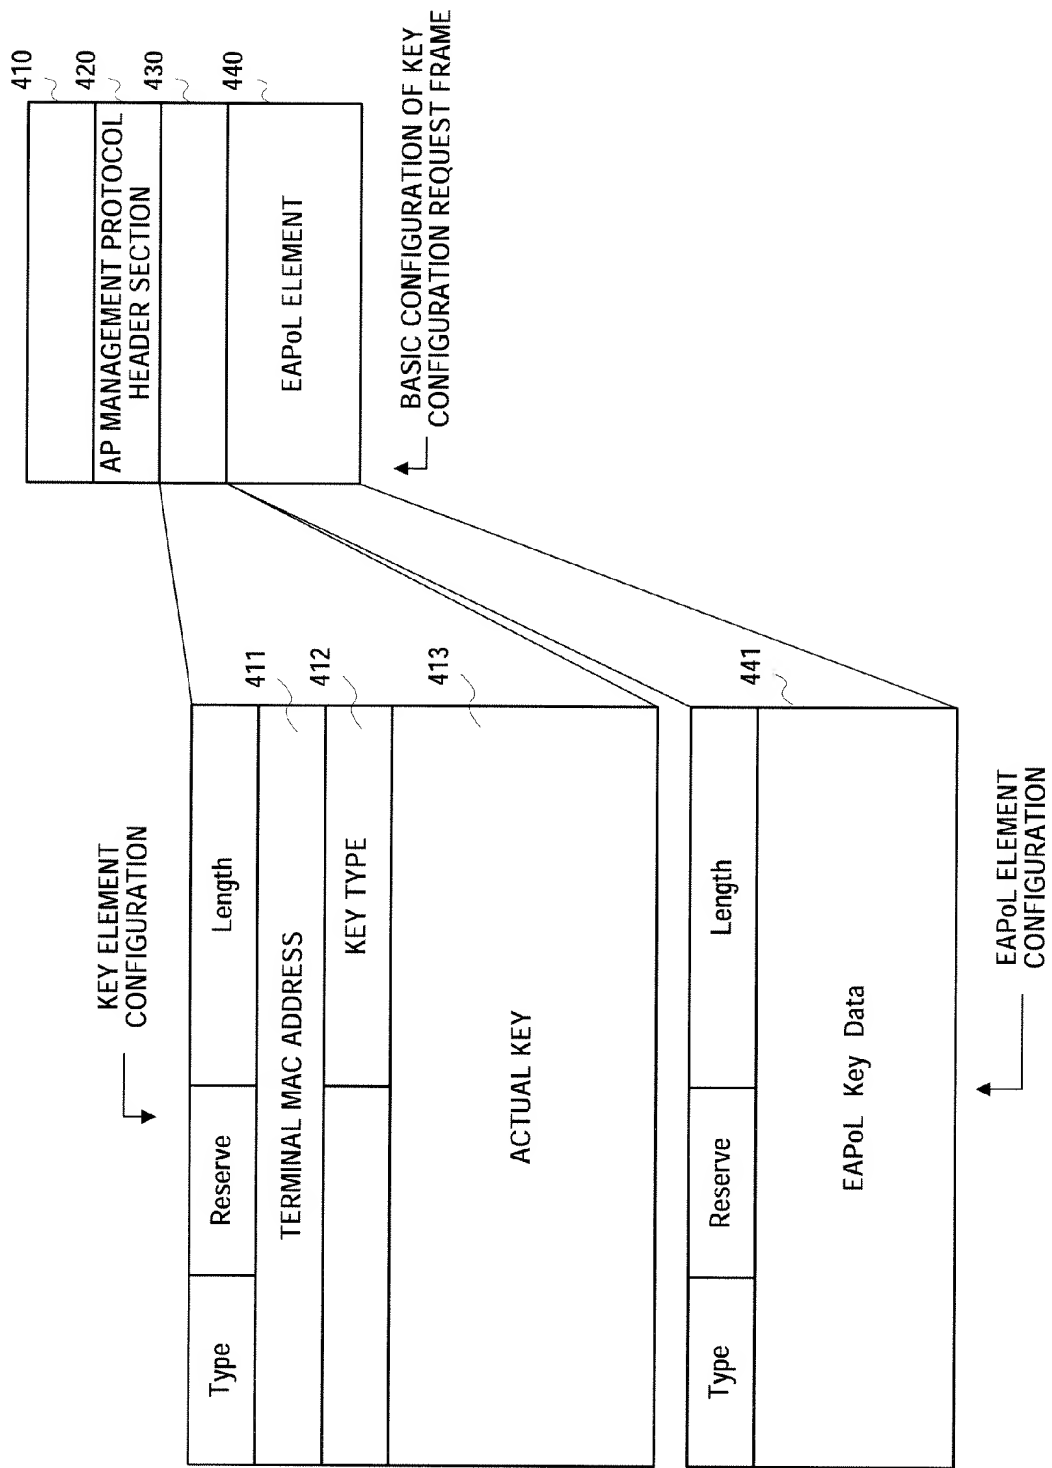 410
420
430
440
AP MANAGEMENT PROTOCOL
HEADER SECTION
EAPoL ELEMENT
BASIC CONFIGURATION OF KEY
CONFIGURATION REQUEST FRAME
KEY ELEMENT
CONFIGURATION
Type
Reserve
Length
TERMINAL MAC ADDRESS
411
KEY TYPE
412
ACTUAL KEY
413
Type
Reserve
Length
EAPoL Key Data
441
EAPoL ELEMENT
CONFIGURATION